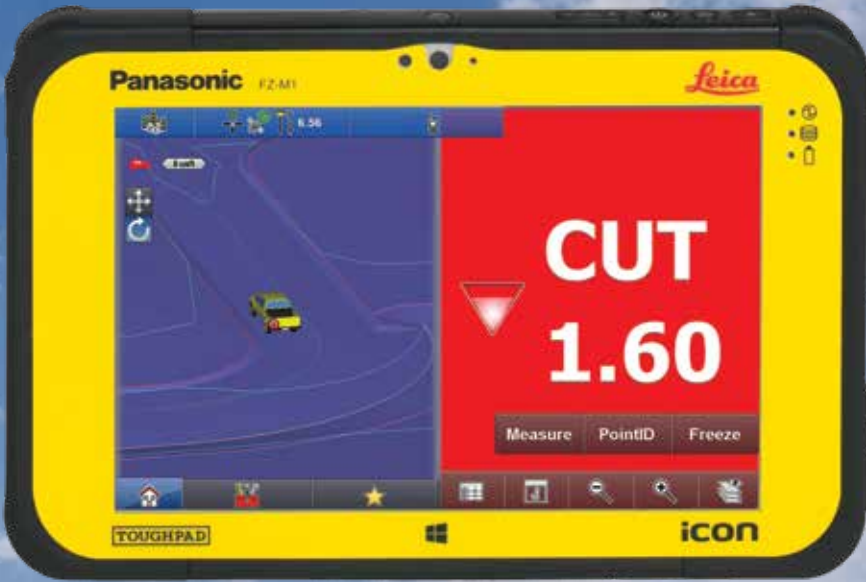 Panasonic FZ-M1
Leica
6.56
CUT
1.60
Measure PointID Freeze
TOUGHPAD
iCON